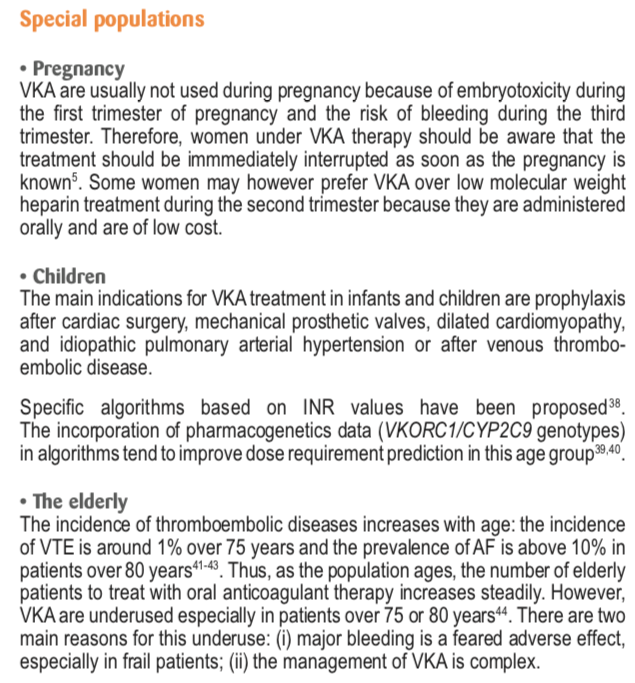 Special populations
• Pregnancy
VKA are usually not used during pregnancy because of embryotoxicity during
the first trimester of pregnancy and the risk of bleeding during the third
trimester. Therefore, women under VKA therapy should be aware that the
treatment should be immmediately interrupted as soon as the pregnancy is
known⁵. Some women may however prefer VKA over low molecular weight
heparin treatment during the second trimester because they are administered
orally and are of low cost.
• Children
The main indications for VKA treatment in infants and children are prophylaxis
after cardiac surgery, mechanical prosthetic valves, dilated cardiomyopathy,
and idiopathic pulmonary arterial hypertension or after venous thrombo-
embolic disease.
Specific algorithms based on INR values have been proposed³⁸.
The incorporation of pharmacogenetics data (VKORC1/CYP2C9 genotypes)
in algorithms tend to improve dose requirement prediction in this age group³⁹,⁴⁰.
• The elderly
The incidence of thromboembolic diseases increases with age: the incidence
of VTE is around 1% over 75 years and the prevalence of AF is above 10% in
patients over 80 years⁴¹⁻⁴³. Thus, as the population ages, the number of elderly
patients to treat with oral anticoagulant therapy increases steadily. However,
VKA are underused especially in patients over 75 or 80 years⁴⁴. There are two
main reasons for this underuse: (i) major bleeding is a feared adverse effect,
especially in frail patients; (ii) the management of VKA is complex.